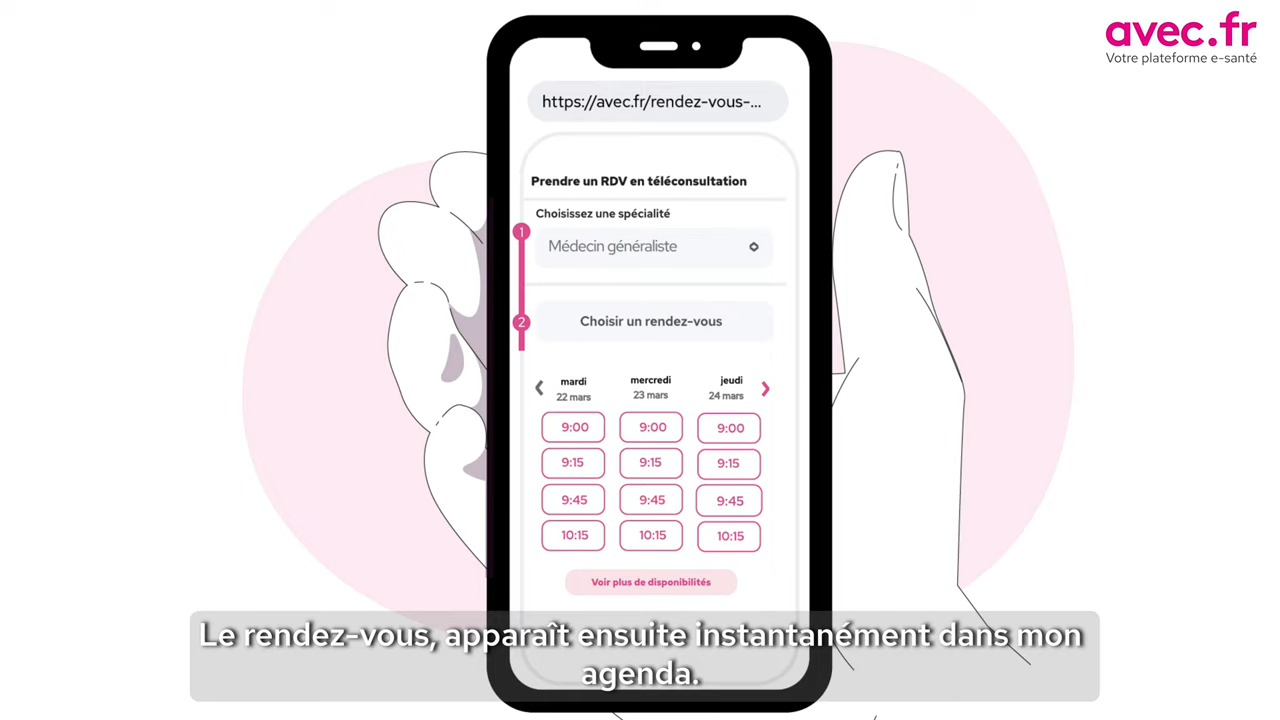 avec.fr
Votre plateforme e-santé
https://avec.fr/rendez-vous-...
Prendre un RDV en téléconsultation
Choisissez une spécialité
1
Médecin généraliste
2
Choisir un rendez-vous
mardi mercredi jeudi
22 mars 23 mars 24 mars
9:00 9:00 9:00
9:15 9:15 9:15
9:45 9:45 9:45
10:15 10:15 10:15
Voir plus de disponibilités
Le rendez-vous, apparaît ensuite instantanément dans mon
agenda.